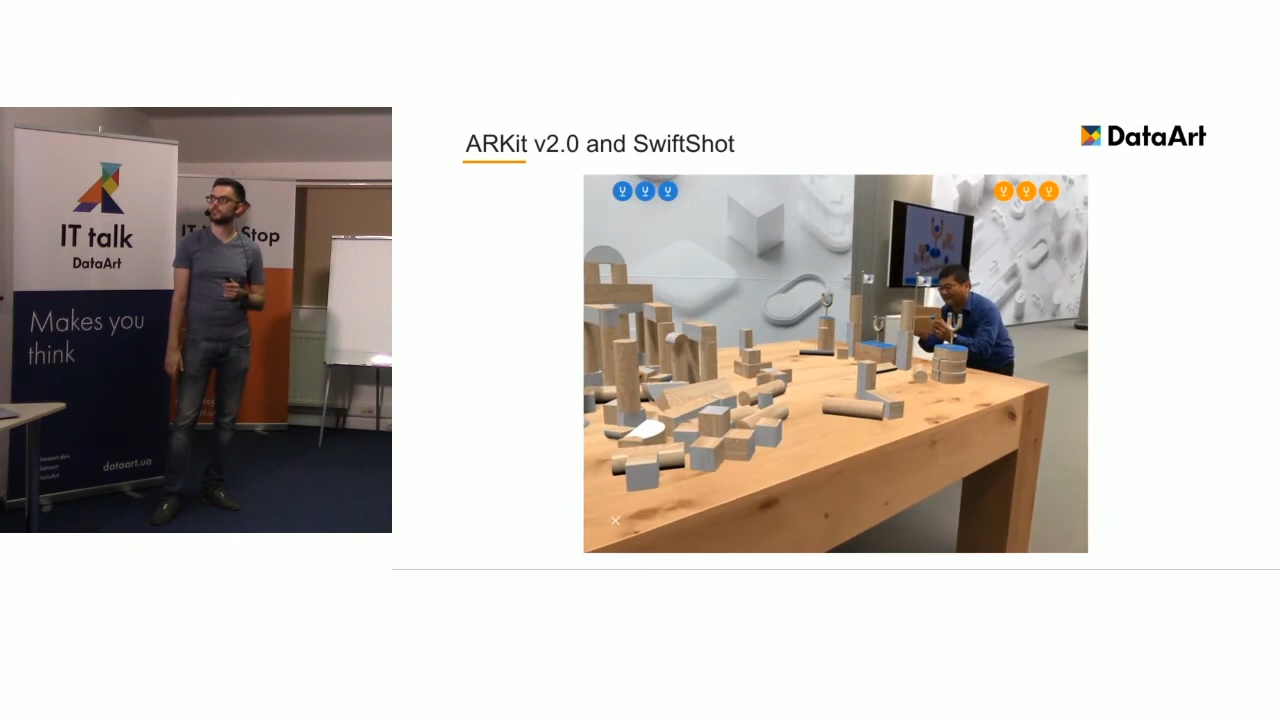 IT talk
DataArt
Makes you
think
dataart.ua
Stop
ARKit v2.0 and SwiftShot
DataArt